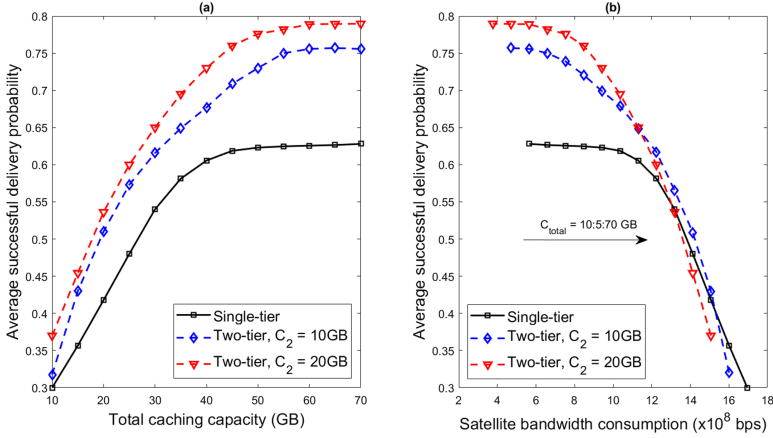 (a)
Average successful delivery probability
0.8
0.75
0.7
0.65
0.6
0.55
0.5
0.45
0.4
0.35
0.3
10
20
30
40
50
60
70
Total caching capacity (GB)
Single-tier
Two-tier, C2 = 10GB
Two-tier, C2 = 20GB
(b)
Average successful delivery probability
0.8
0.75
0.7
0.65
0.6
0.55
0.5
0.45
0.4
0.35
0.3
2
4
6
8
10
12
14
16
18
Satellite bandwidth consumption (x10^8 bps)
Ctotal = 10:5:70 GB
Single-tier
Two-tier, C2 = 10GB
Two-tier, C2 = 20GB